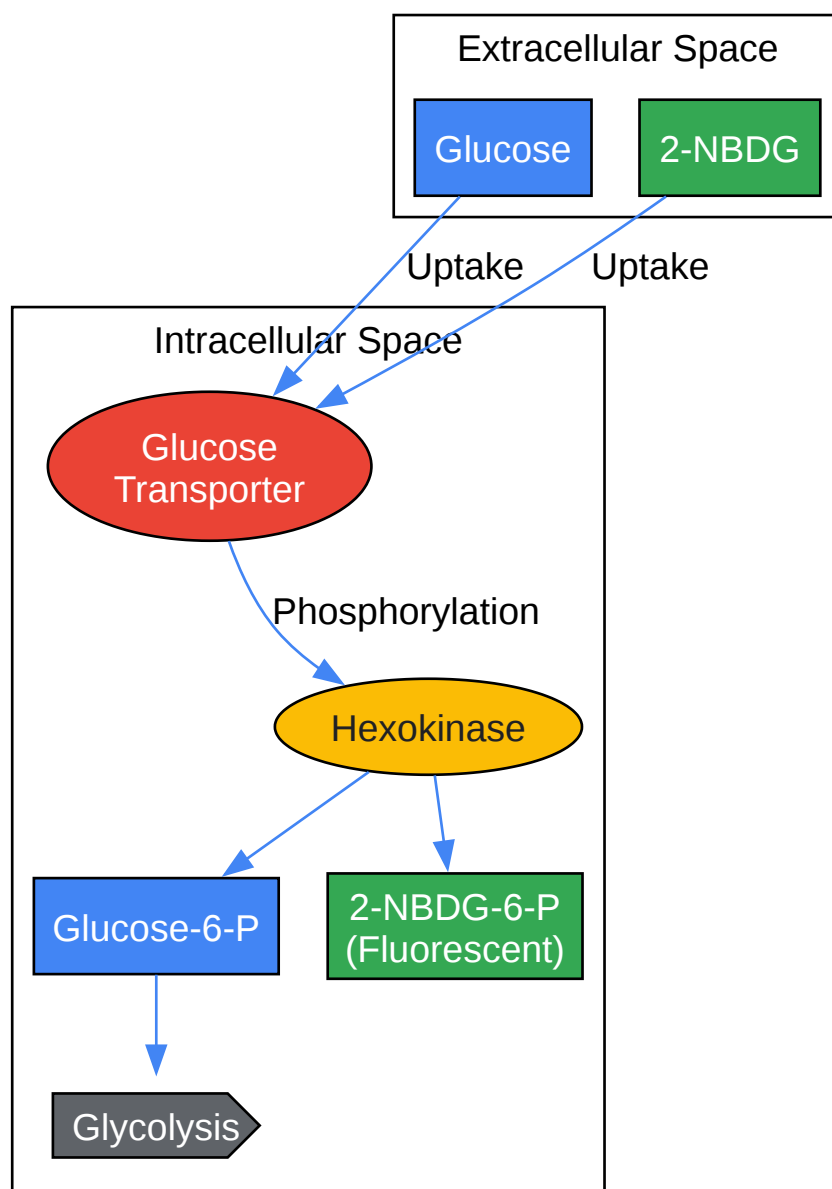 Extracellular Space
Glucose
2-NBDG
Uptake
Uptake
Intracellular Space
Glucose
Transporter
Phosphorylation
Hexokinase
Glucose-6-P
2-NBDG-6-P
(Fluorescent)
Glycolysis